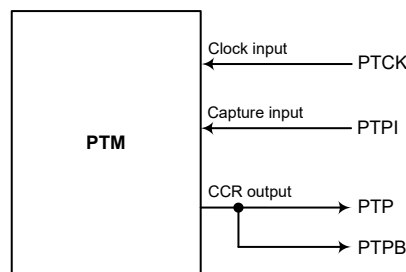 Clock input
PTCK
Capture input
PTPI
PTM
CCR output
PTP
PTPB